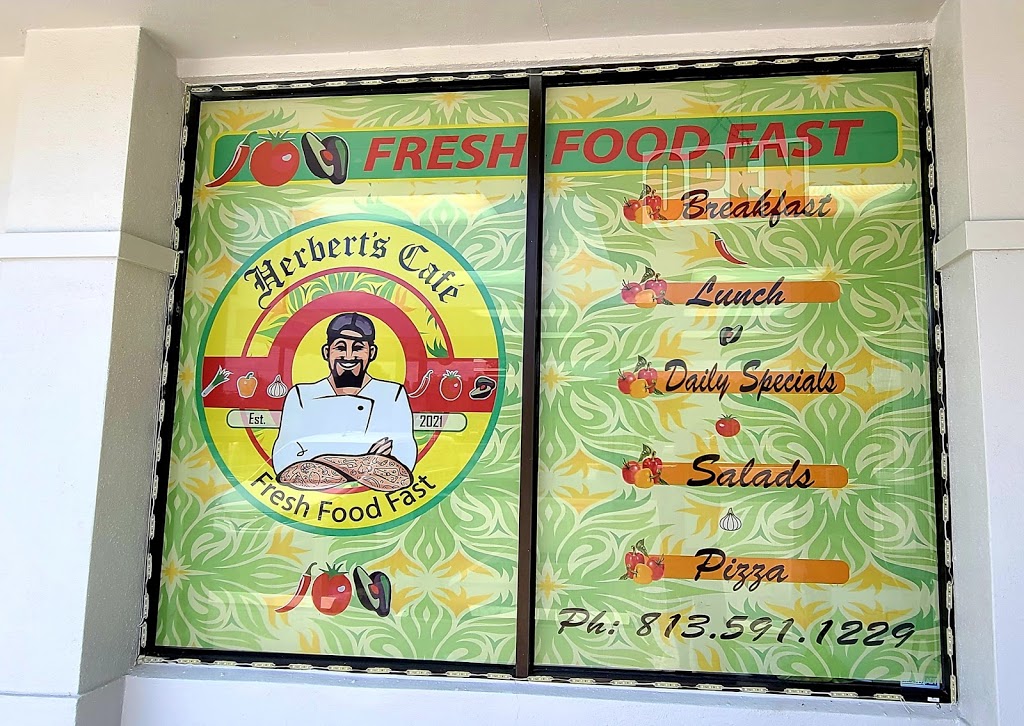 FRESH FOOD FAST
OPEN
Herbert's Café
Est. 2021
Fresh Food Fast
Breakfast
Lunch
Daily Specials
Salads
Pizza
Ph: 813.591.1229